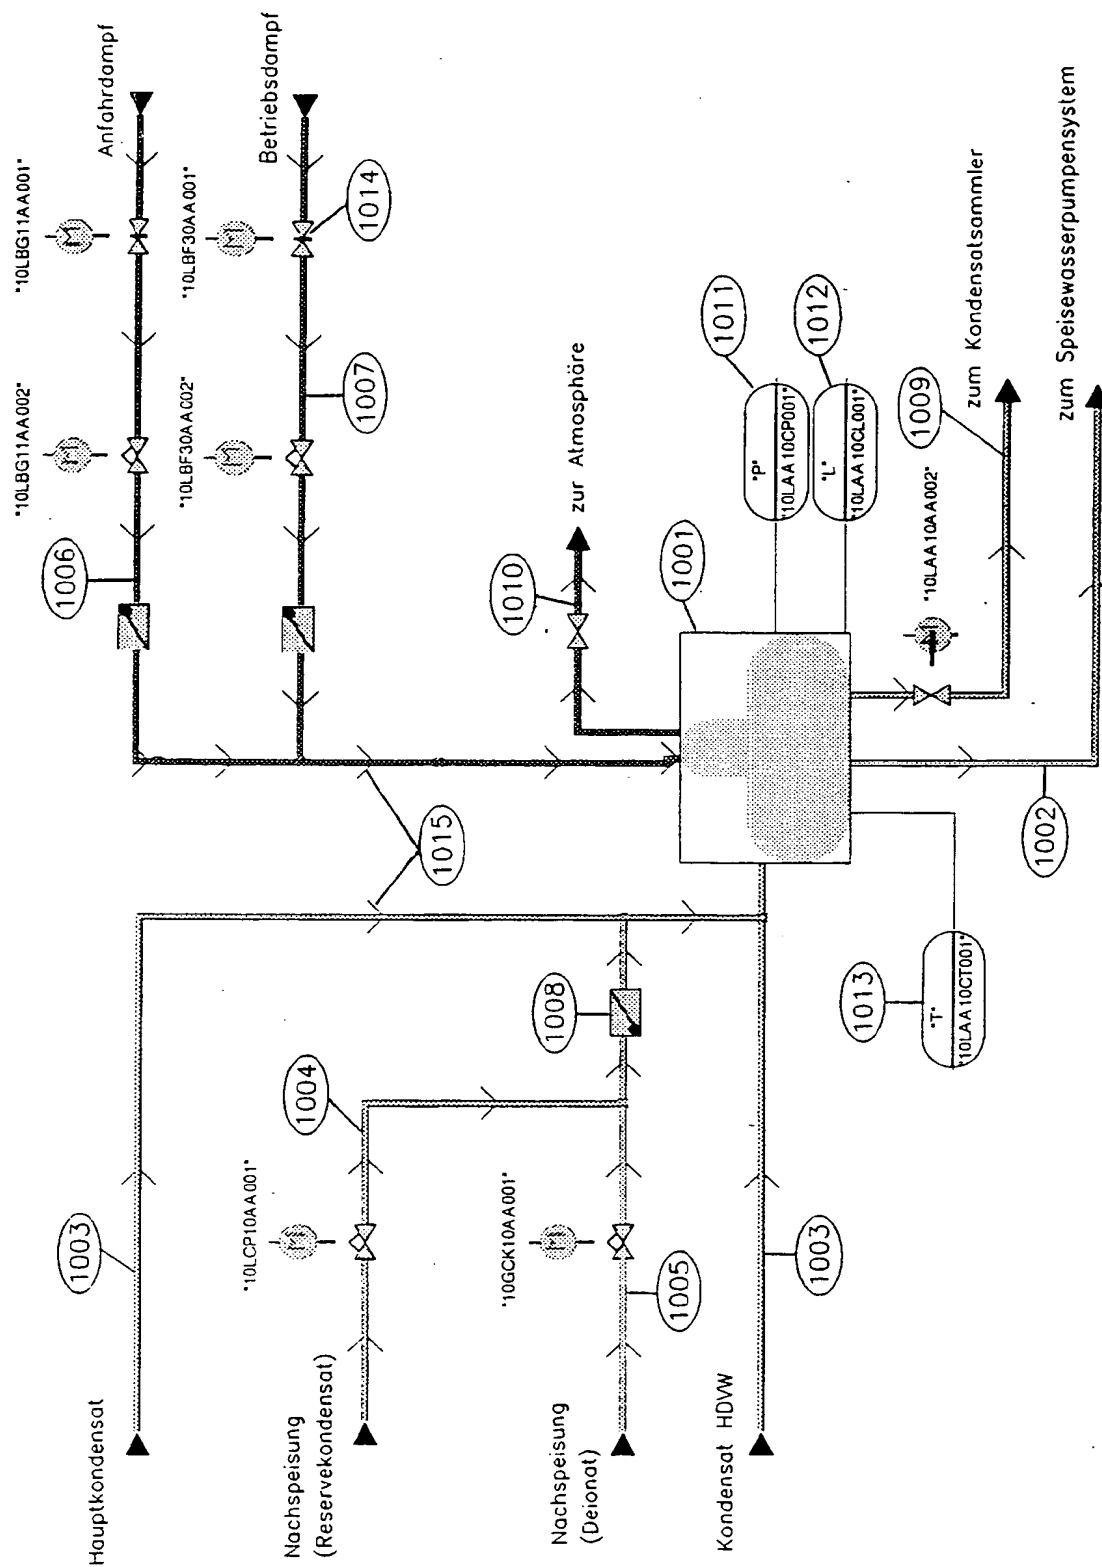 Hauptkondensat
1003
Nachspeisung
(Reservekondensat)
"10LCP10AA001"
M
1004
Nachspeisung
(Deionat)
"10GCK10AA001"
M
1005
1008
Kondensat HDVW
1003
1015
1013
"T"
"10LAA10CT001"
1002
1006
"10LBG11AA002"
M
"10LBG11AA001"
M
Anfahrdampf
"10LBF30AA002"
M
1007
"10LBF30AA001"
M
1014
Betriebsdampf
1010
zur Atmosphäre
1001
"P"
"10LAA10CP001"
1011
"L"
"10LAA10CL001"
1012
"10LAA10AA002"
M
1009
zum Kondensatsammler
zum Speisewasserpumpensystem